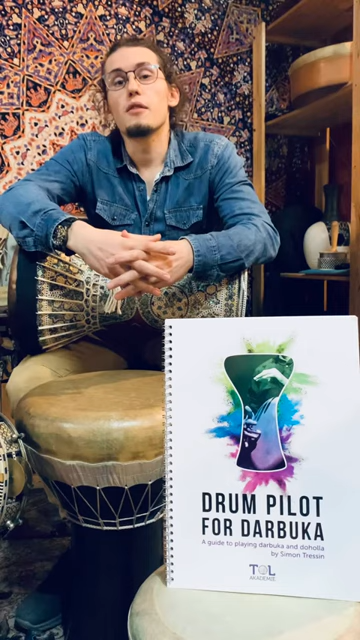 DRUM PILOT
FOR DARBUKA
A guide to playing darbuka and doholla
by Simon Tressin
TOL
AKADEMIE